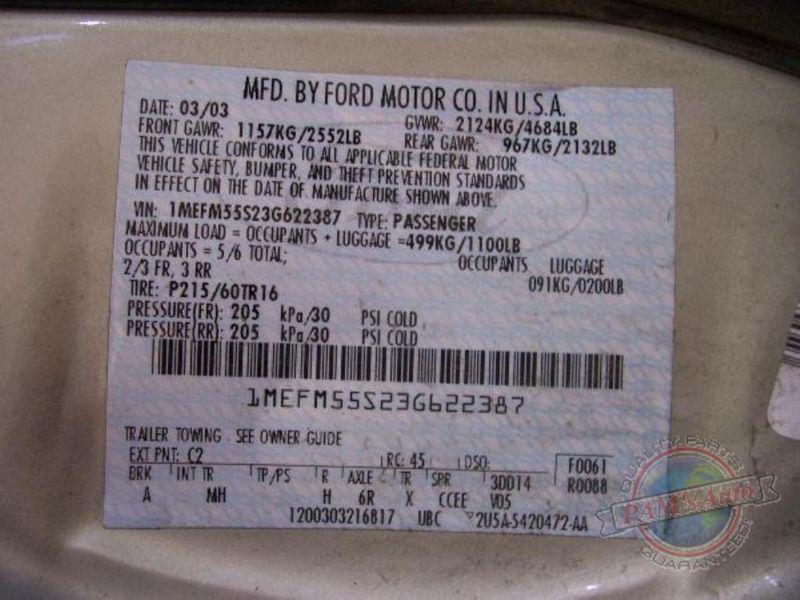 MFD. BY FORD MOTOR CO. IN U.S.A.
DATE: 03/03 GVWR: 2124KG/4684LB
FRONT GAWR: 1157KG/2552LB REAR GAWR: 967KG/2132LB
THIS VEHICLE CONFORMS TO ALL APPLICABLE FEDERAL MOTOR
VEHICLE SAFETY, BUMPER, AND THEFT PREVENTION STANDARDS
IN EFFECT ON THE DATE OF MANUFACTURE SHOWN ABOVE.
VIN: 1MEFM55S23G622387 TYPE: PASSENGER
MAXIMUM LOAD = OCCUPANTS + LUGGAGE =499KG/1100LB
OCCUPANTS = 5/6 TOTAL; OCCUPANTS LUGGAGE
2/3 FR, 3 RR 091KG/0200LB
TIRE: P215/60TR16
PRESSURE(FR): 205 kPa/30 PSI COLD
PRESSURE(RR): 205 kPa/30 PSI COLD
1MEFM55S23G622387
TRAILER TOWING - SEE OWNER GUIDE
EXT PNT: C2 RC: 45 DSO: F0061
BRK INT TR TP/PS R AXLE TR SPR 3DD14 R0088
A MH H 6R X CCEE V05
1200303216817 UBC 2U5A-5420472-AA
QUALITY PARTS
GUARANTEED!